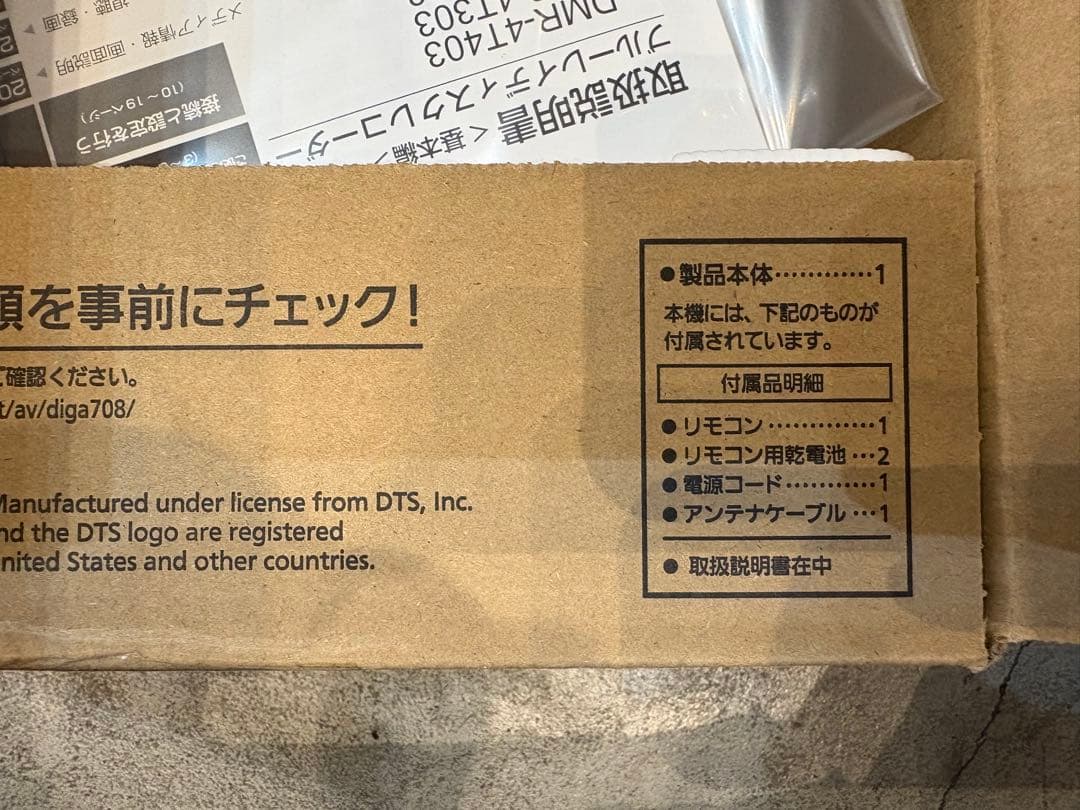 取扱説明書<基本編>
ブルーレイディスクレコーダー
DMR-4T403
4T303
接続と設定を行う
(10~19ページ)
メディア情報・画面説明
視聴・録画
20
項を事前にチェック!
ご確認ください。
t/av/diga708/
Manufactured under license from DTS, Inc.
nd the DTS logo are registered
nited States and other countries.
●製品本体…………1
本機には、下記のものが
付属されています。
付属品明細
●リモコン…………1
●リモコン用乾電池…2
●電源コード…………1
●アンテナケーブル…1
● 取扱説明書在中